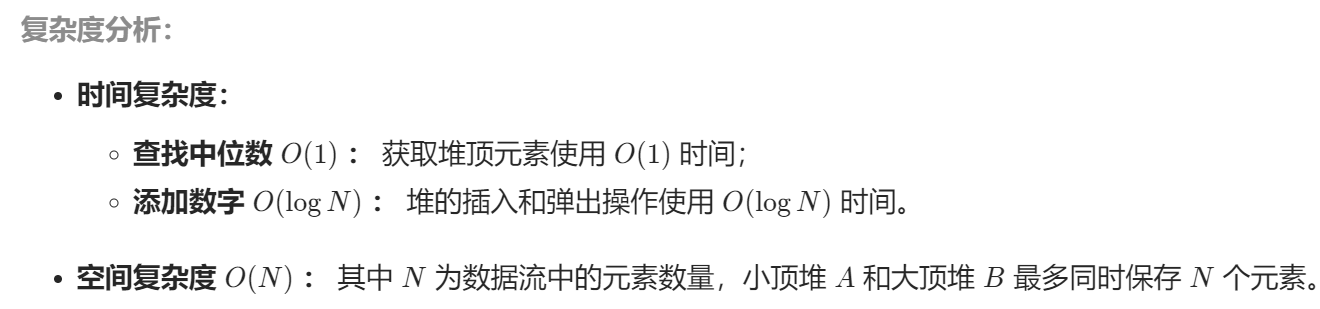 复杂度分析：
• 时间复杂度：
◦ 查找中位数 O(1) ： 获取堆顶元素使用 O(1) 时间；
◦ 添加数字 O(log N) ： 堆的插入和弹出操作使用 O(log N) 时间。
• 空间复杂度 O(N) ： 其中 N 为数据流中的元素数量，小顶堆 A 和大顶堆 B 最多同时保存 N 个元素。